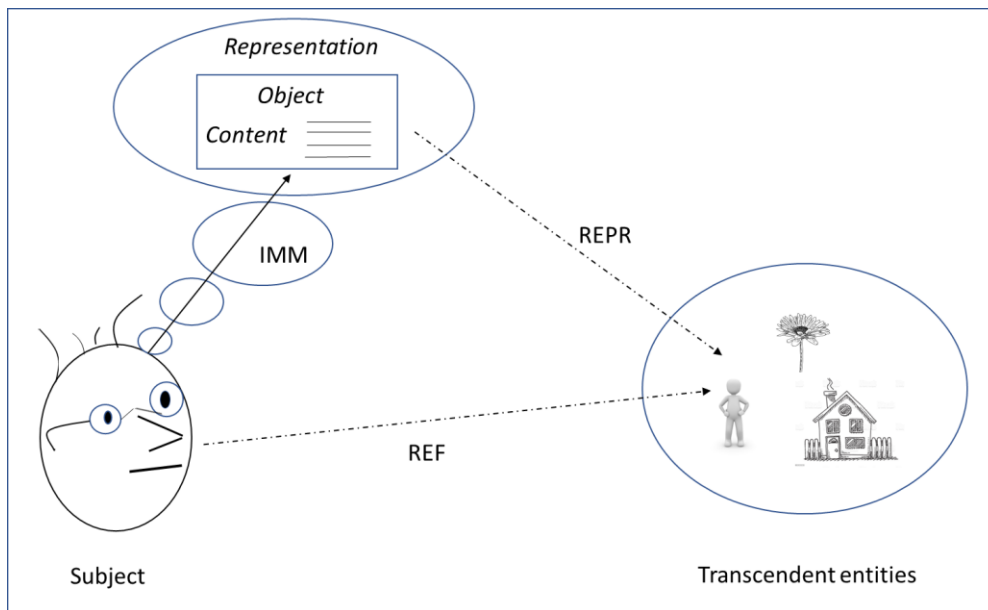 Representation
Object
Content
IMM
REPR
REF
Subject
Transcendent entities